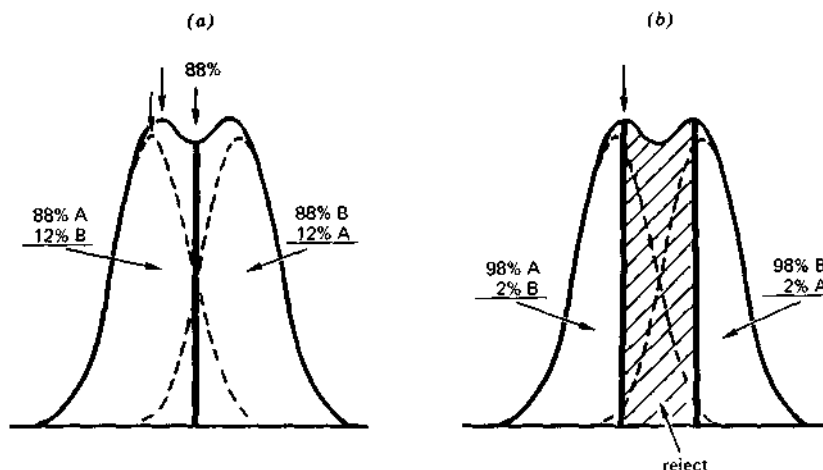 (a)
(b)
88%
88% A
12% B
88% B
12% A
98% A
2% B
98% B
2% A
reject